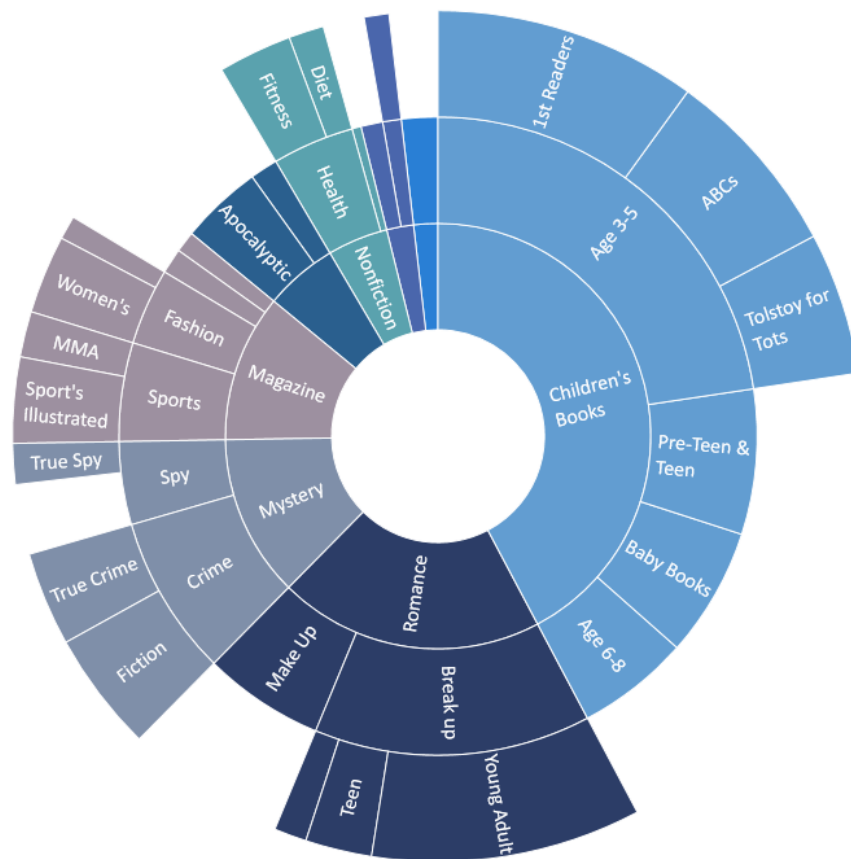 1st Readers
ABCs
Tolstoy for
Tots
Age 3-5
Children's
Books
Pre-Teen &
Teen
Baby Books
Age 6-8
Romance
Break up
Young Adult
Teen
Make Up
Mystery
Crime
Fiction
True Crime
Spy
True Spy
Magazine
Sports
Sport's
Illustrated
MMA
Fashion
Women's
Apocalyptic
Nonfiction
Health
Fitness
Diet